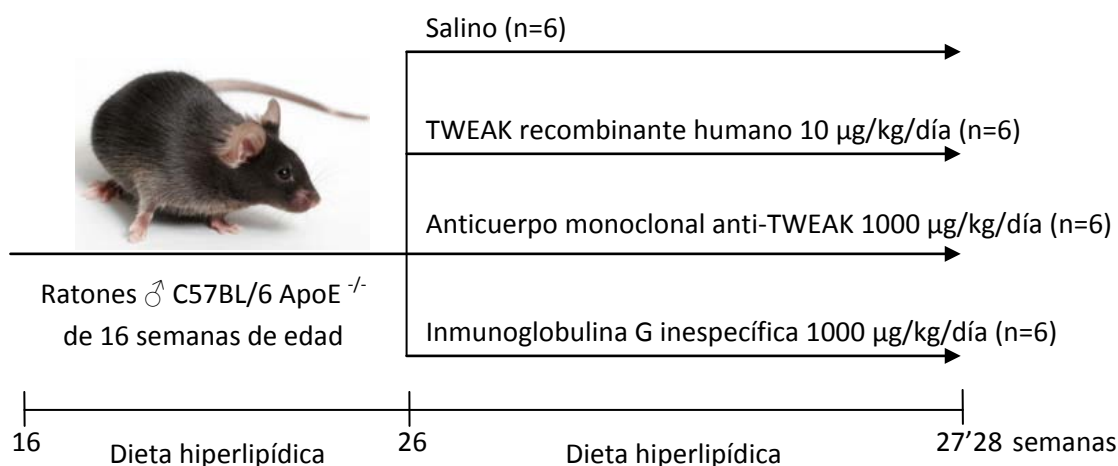 Salino (n=6)
TWEAK recombinante humano 10 µg/kg/día (n=6)
Anticuerpo monoclonal anti-TWEAK 1000 µg/kg/día (n=6)
Ratones ♂ C57BL/6 ApoE -/-
de 16 semanas de edad
Inmunoglobulina G inespecífica 1000 µg/kg/día (n=6)
16 26 27’28 semanas
Dieta hiperlipídica Dieta hiperlipídica